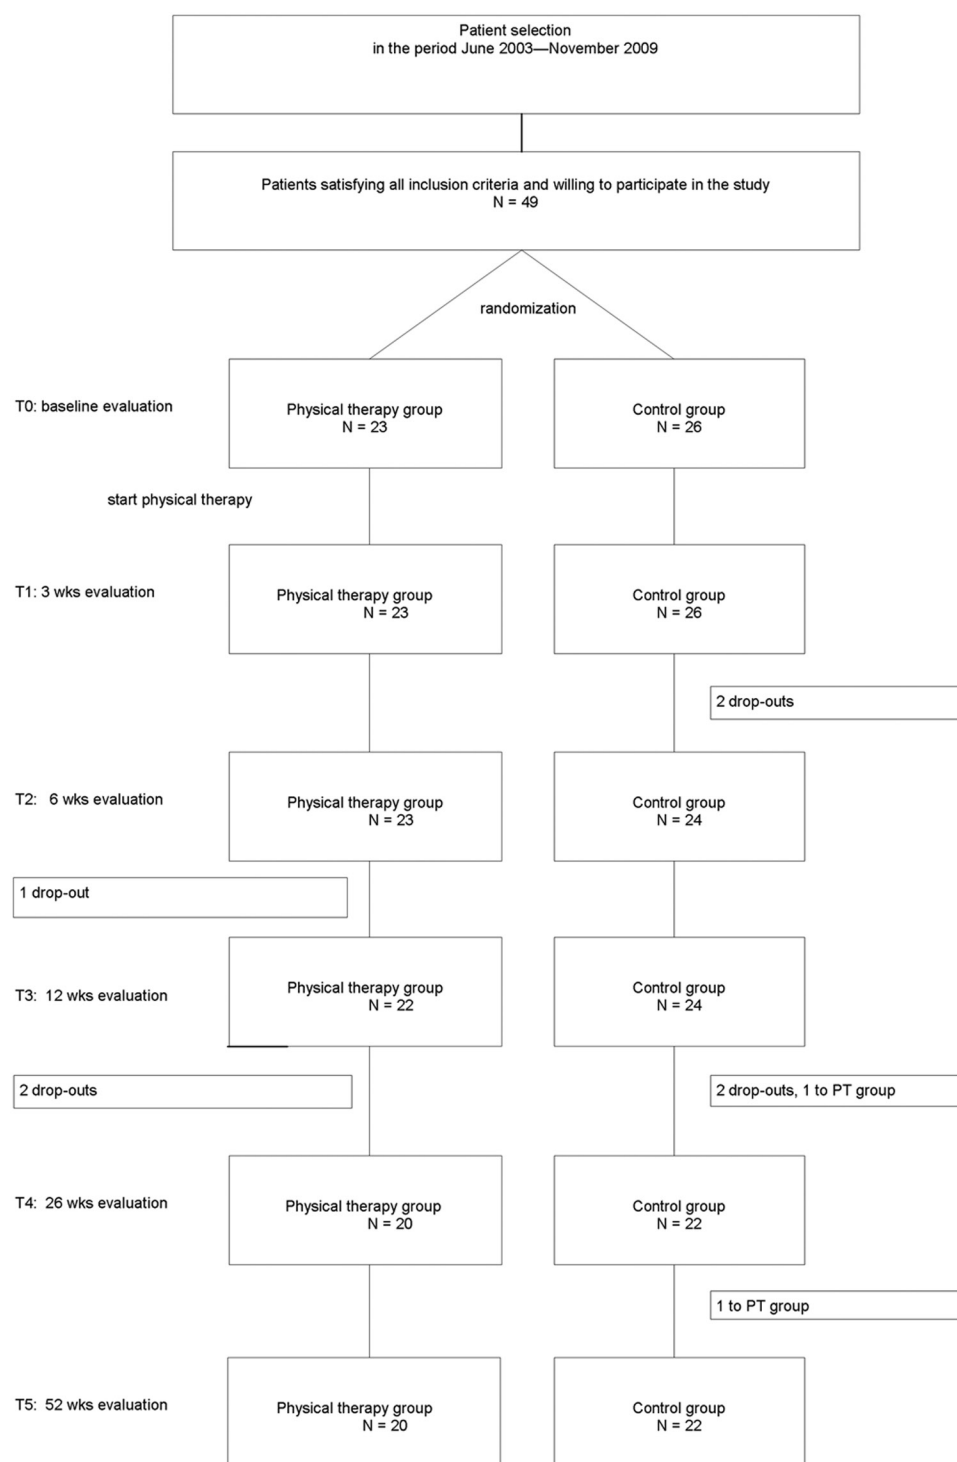 Patient selection
in the period June 2003—November 2009
Patients satisfying all inclusion criteria and willing to participate in the study
N = 49
randomization
T0: baseline evaluation
Physical therapy group
N = 23
Control group
N = 26
start physical therapy
T1: 3 wks evaluation
Physical therapy group
N = 23
Control group
N = 26
2 drop-outs
T2: 6 wks evaluation
Physical therapy group
N = 23
Control group
N = 24
1 drop-out
T3: 12 wks evaluation
Physical therapy group
N = 22
Control group
N = 24
2 drop-outs
2 drop-outs, 1 to PT group
T4: 26 wks evaluation
Physical therapy group
N = 20
Control group
N = 22
1 to PT group
T5: 52 wks evaluation
Physical therapy group
N = 20
Control group
N = 22